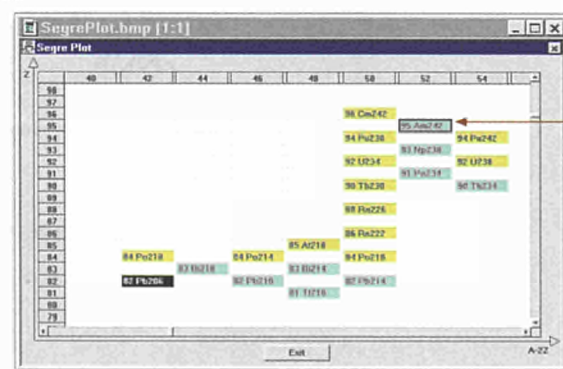 SegrePlot.bmp [1:1]
Segre Plot
Z
40 42 44 46 48 50 52 54
98
97
96 96 Cm242
95 95 Am242
94 94 Pu238 94 Pu242
93 93 Np238
92 92 U234 92 U238
91 91 Pa234
90 90 Th230 90 Th234
89
88 88 Ra226
87
86 86 Rn222
85 85 At218
84 84 Po210 84 Po214 84 Po218
83 83 Bi210 83 Bi214
82 82 Pb206 82 Pb210 82 Pb214
81 81 Tl210
80
79
Exit
A-2Z